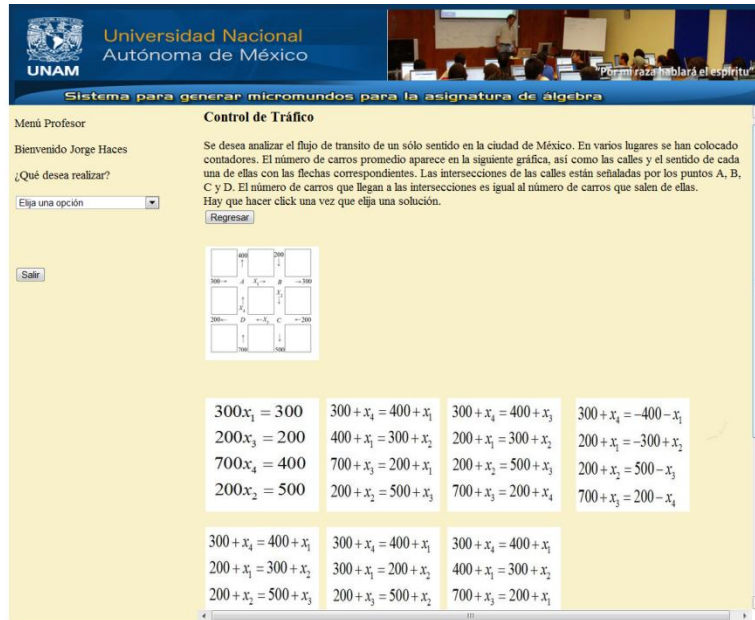 UNAM
Universidad Nacional
Autónoma de México
"Por mi raza hablará el espíritu"
Sistema para generar micromundos para la asignatura de álgebra
Menú Profesor
Bienvenido Jorge Haces
¿Qué desea realizar?
Elija una opción
Salir
Control de Tráfico
Se desea analizar el flujo de transito de un sólo sentido en la ciudad de México. En varios lugares se han colocado
contadores. El número de carros promedio aparece en la siguiente gráfica, así como las calles y el sentido de cada
una de ellas con las flechas correspondientes. Las intersecciones de las calles están señaladas por los puntos A, B,
C y D. El número de carros que llegan a las intersecciones es igual al número de carros que salen de ellas.
Hay que hacer click una vez que elija una solución.
Regresar
400 200
↑ ↓
300→ A x₁→ B →300
↑ x₂
x₄ ↓
200← D ←x₃ C ←200
↑ ↓
700 500
300x₁ = 300
200x₃ = 200
700x₄ = 400
200x₂ = 500
300 + x₄ = 400 + x₁
400 + x₁ = 300 + x₂
700 + x₃ = 200 + x₁
200 + x₂ = 500 + x₃
300 + x₄ = 400 + x₃
200 + x₁ = 300 + x₂
200 + x₂ = 500 + x₃
700 + x₃ = 200 + x₄
300 + x₄ = −400 − x₁
200 + x₁ = −300 + x₂
200 + x₂ = 500 − x₃
700 + x₃ = 200 − x₄
300 + x₄ = 400 + x₁
200 + x₁ = 300 + x₂
200 + x₂ = 500 + x₃
300 + x₄ = 400 + x₁
300 + x₁ = 200 + x₂
200 + x₃ = 500 + x₂
300 + x₄ = 400 + x₁
400 + x₁ = 300 + x₂
700 + x₃ = 200 + x₁